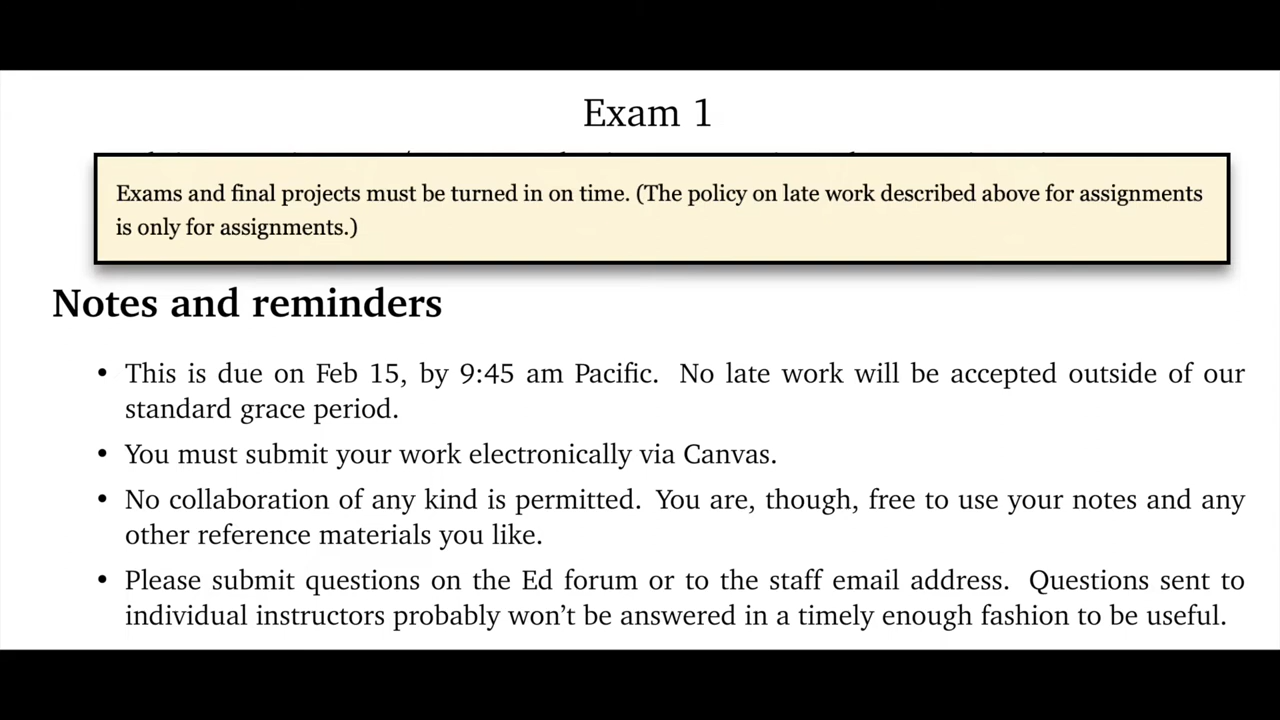 Exam 1
Exams and final projects must be turned in on time. (The policy on late work described above for assignments
is only for assignments.)
Notes and reminders
• This is due on Feb 15, by 9:45 am Pacific. No late work will be accepted outside of our
standard grace period.
• You must submit your work electronically via Canvas.
• No collaboration of any kind is permitted. You are, though, free to use your notes and any
other reference materials you like.
• Please submit questions on the Ed forum or to the staff email address. Questions sent to
individual instructors probably won’t be answered in a timely enough fashion to be useful.